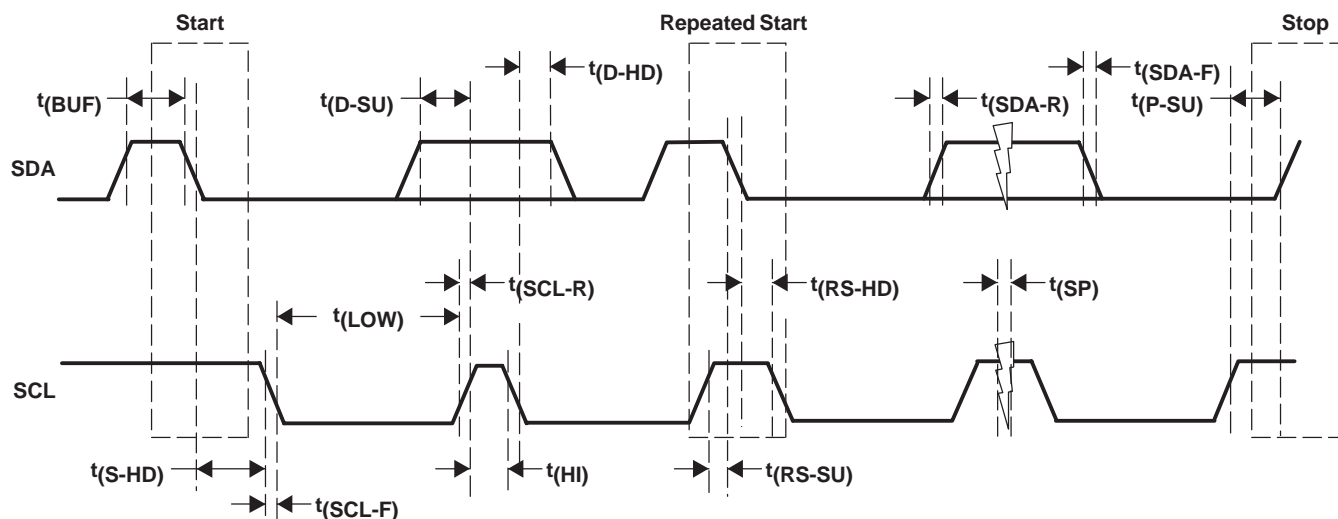 Start
Repeated Start
Stop
t(BUF)
t(D-SU)
t(D-HD)
t(SDA-R)
t(SDA-F)
t(P-SU)
SDA
t(SCL-R)
t(RS-HD)
t(SP)
t(LOW)
SCL
t(S-HD)
t(HI)
t(RS-SU)
t(SCL-F)